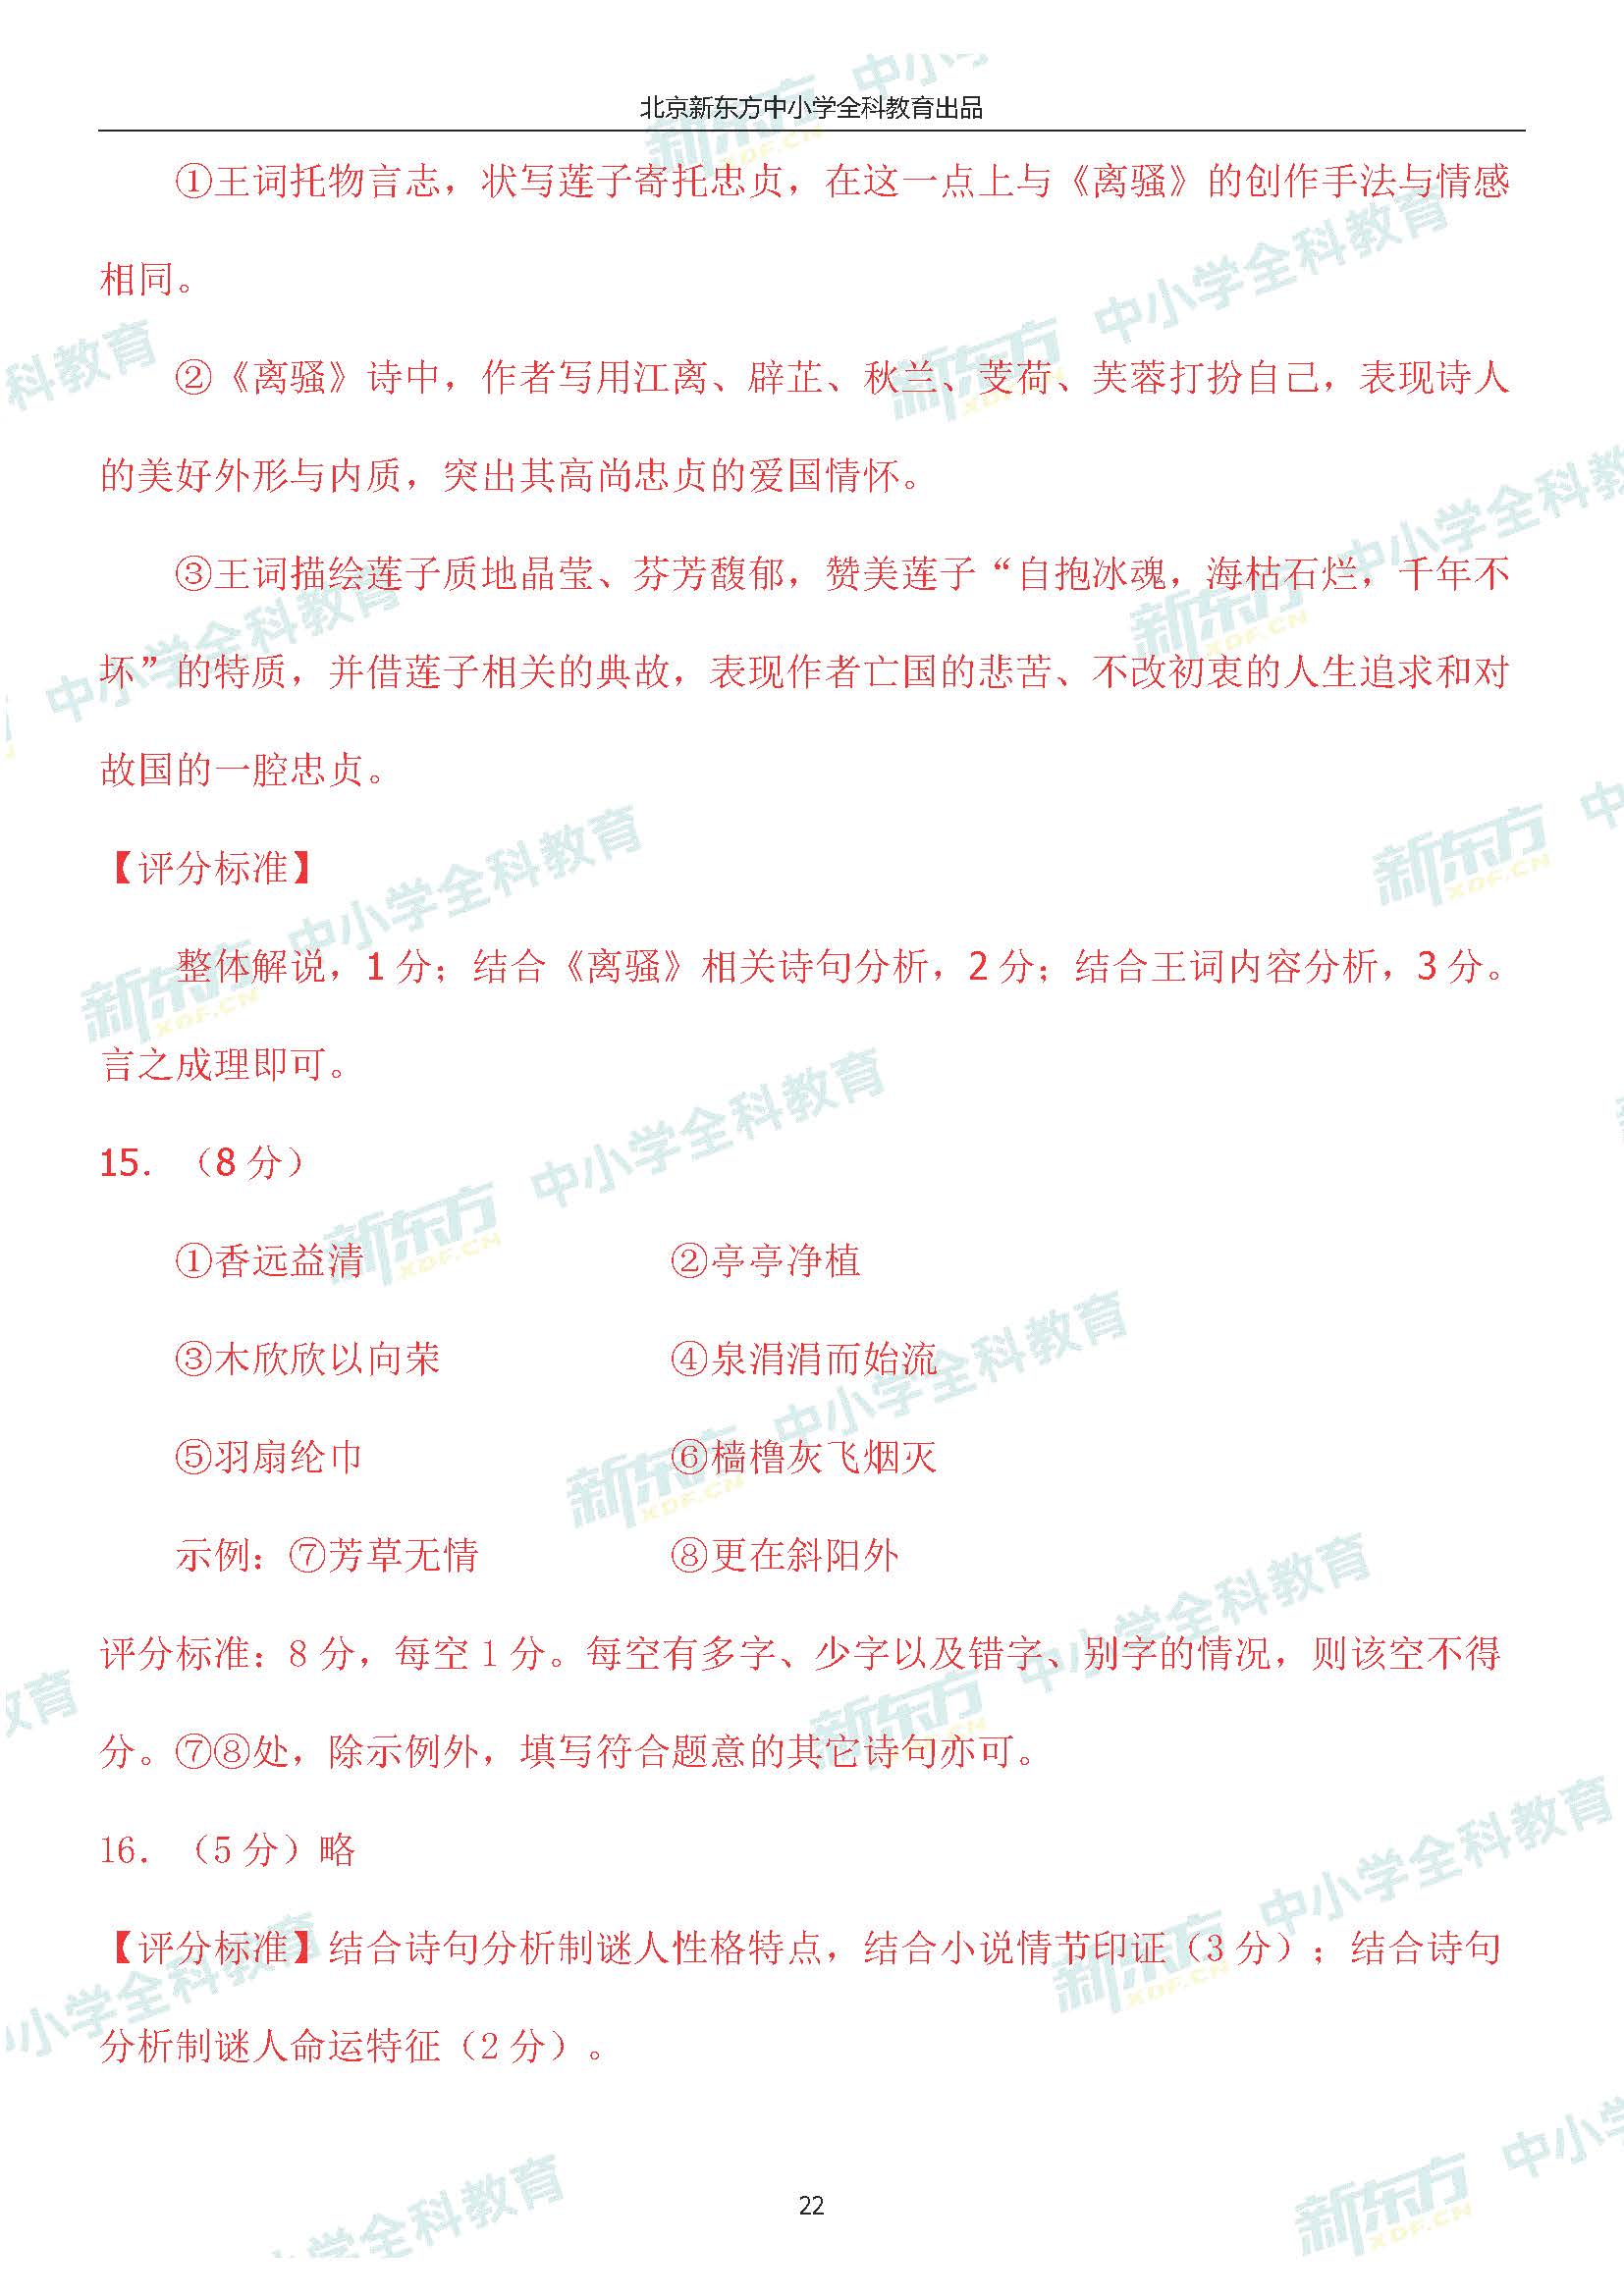 北京新东方中小学全科教育出品
①王词托物言志，状写莲子寄托忠贞，在这一点上与《离骚》的创作手法与情感
相同。
②《离骚》诗中，作者写用江离、辟芷、秋兰、芰荷、芙蓉打扮自己，表现诗人
的美好外形与内质，突出其高尚忠贞的爱国情怀。
③王词描绘莲子质地晶莹、芬芳馥郁，赞美莲子“自抱冰魂，海枯石烂，千年不
坏”的特质，并借莲子相关的典故，表现作者亡国的悲苦、不改初衷的人生追求和对
故国的一腔忠贞。
【评分标准】
整体解说，1 分；结合《离骚》相关诗句分析，2 分；结合王词内容分析，3 分。
言之成理即可。
15．（8 分）
①香远益清 ②亭亭净植
③木欣欣以向荣 ④泉涓涓而始流
⑤羽扇纶巾 ⑥樯橹灰飞烟灭
示例：⑦芳草无情 ⑧更在斜阳外
评分标准：8 分，每空 1 分。每空有多字、少字以及错字、别字的情况，则该空不得
分。⑦⑧处，除示例外，填写符合题意的其它诗句亦可。
16．（5 分）略
【评分标准】结合诗句分析制谜人性格特点，结合小说情节印证（3 分）；结合诗句
分析制谜人命运特征（2 分）。
22
新东方 XDF.CN 中小学全科教育